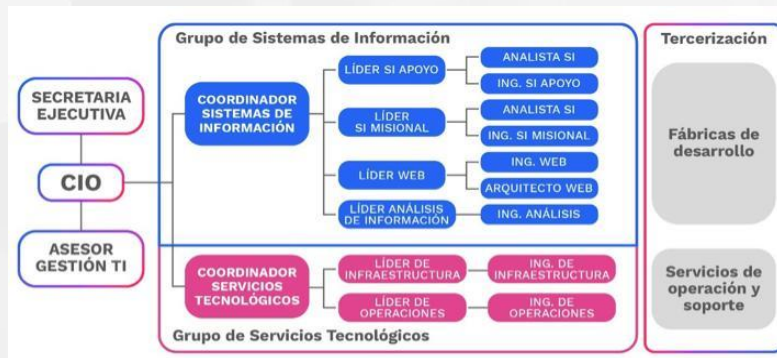 Grupo de Sistemas de Información
Tercerización
SECRETARIA
EJECUTIVA
CIO
ASESOR
GESTIÓN TI
COORDINADOR
SISTEMAS DE
INFORMACIÓN
LÍDER SI APOYO
ANALISTA SI
ING. SI APOYO
LÍDER
SI MISIONAL
ANALISTA SI
ING. SI MISIONAL
LÍDER WEB
ING. WEB
ARQUITECTO WEB
LÍDER ANÁLISIS
DE INFORMACIÓN
ING. ANÁLISIS
COORDINADOR
SERVICIOS
TECNOLÓGICOS
LÍDER DE
INFRAESTRUCTURA
ING. DE
INFRAESTRUCTURA
LÍDER DE
OPERACIONES
ING. DE
OPERACIONES
Grupo de Servicios Tecnológicos
Fábricas de
desarrollo
Servicios de
operación y
soporte